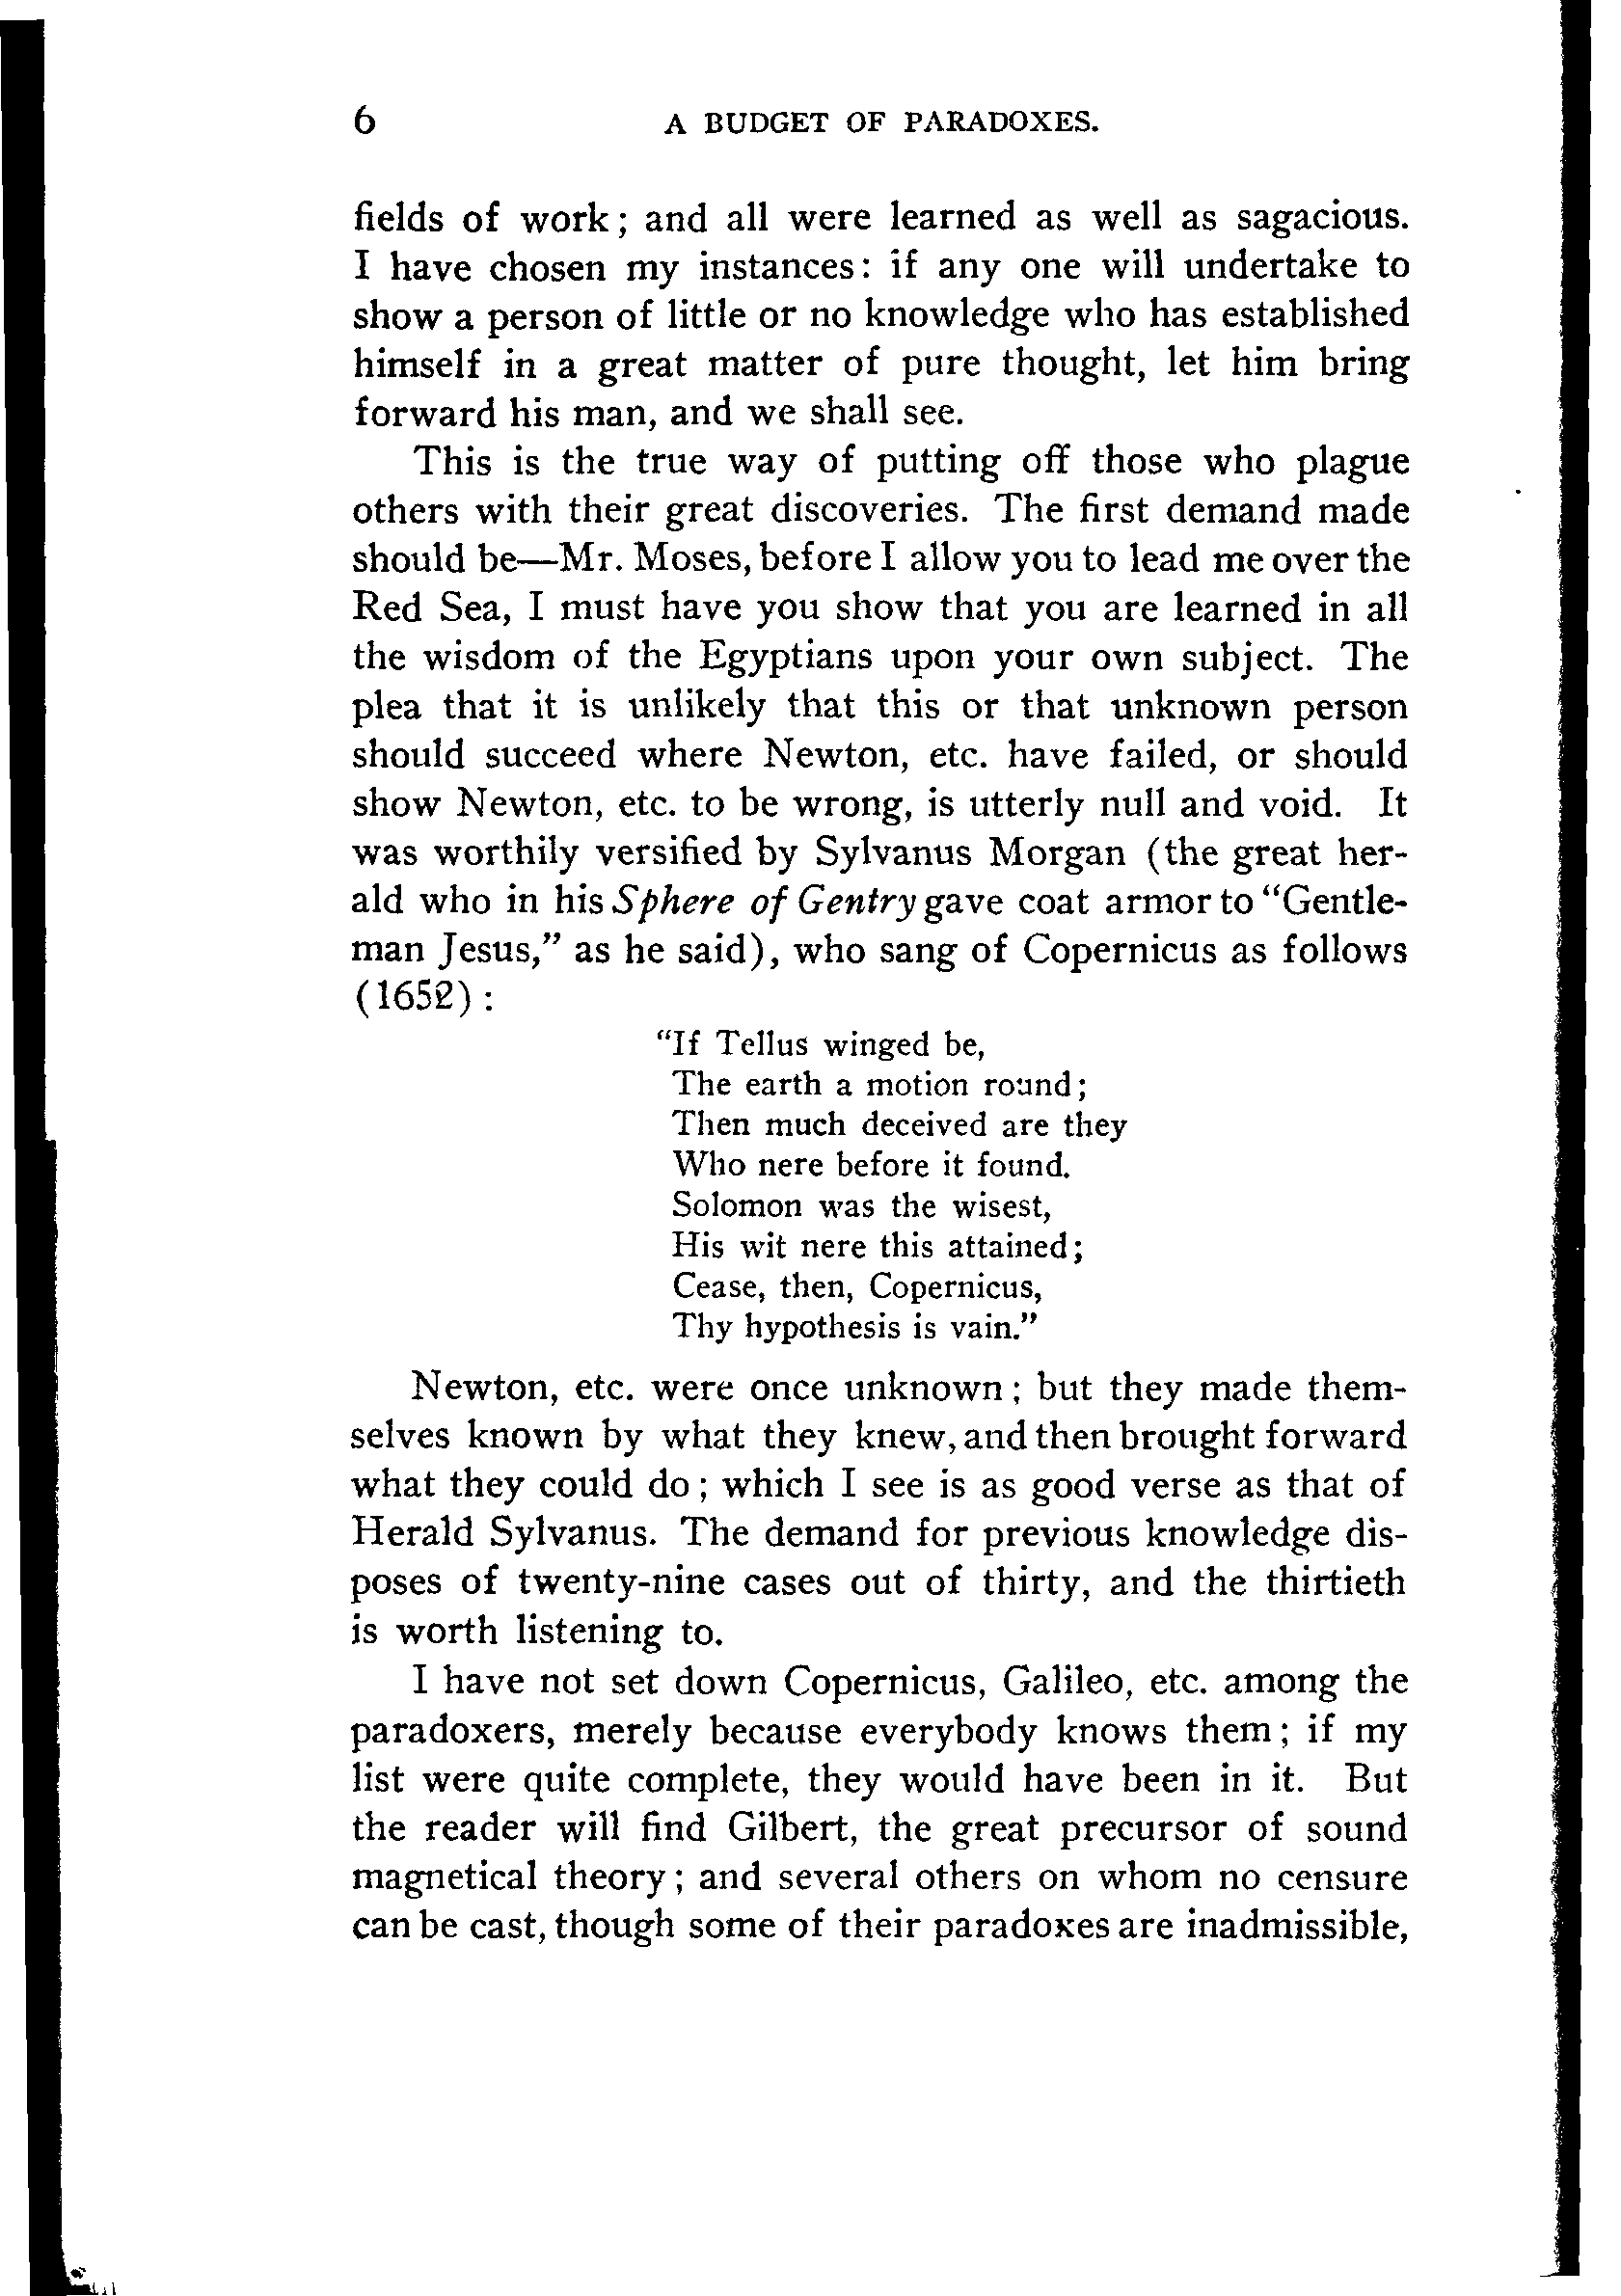 6 A BUDGET OF PARADOXES.
fields of work; and all were learned as well as sagacious.
I have chosen my instances: if any one will undertake to
show a person of little or no knowledge who has established
himself in a great matter of pure thought, let him bring
forward his man, and we shall see.
This is the true way of putting off those who plague
others with their great discoveries. The first demand made
should be—Mr. Moses, before I allow you to lead me over the
Red Sea, I must have you show that you are learned in all
the wisdom of the Egyptians upon your own subject. The
plea that it is unlikely that this or that unknown person
should succeed where Newton, etc. have failed, or should
show Newton, etc. to be wrong, is utterly null and void. It
was worthily versified by Sylvanus Morgan (the great her-
ald who in his Sphere of Gentry gave coat armor to "Gentle-
man Jesus," as he said), who sang of Copernicus as follows
(1652):
"If Tellus winged be,
The earth a motion round;
Then much deceived are they
Who nere before it found.
Solomon was the wisest,
His wit nere this attained;
Cease, then, Copernicus,
Thy hypothesis is vain."
Newton, etc. were once unknown; but they made them-
selves known by what they knew, and then brought forward
what they could do; which I see is as good verse as that of
Herald Sylvanus. The demand for previous knowledge dis-
poses of twenty-nine cases out of thirty, and the thirtieth
is worth listening to.
I have not set down Copernicus, Galileo, etc. among the
paradoxers, merely because everybody knows them; if my
list were quite complete, they would have been in it. But
the reader will find Gilbert, the great precursor of sound
magnetical theory; and several others on whom no censure
can be cast, though some of their paradoxes are inadmissible,